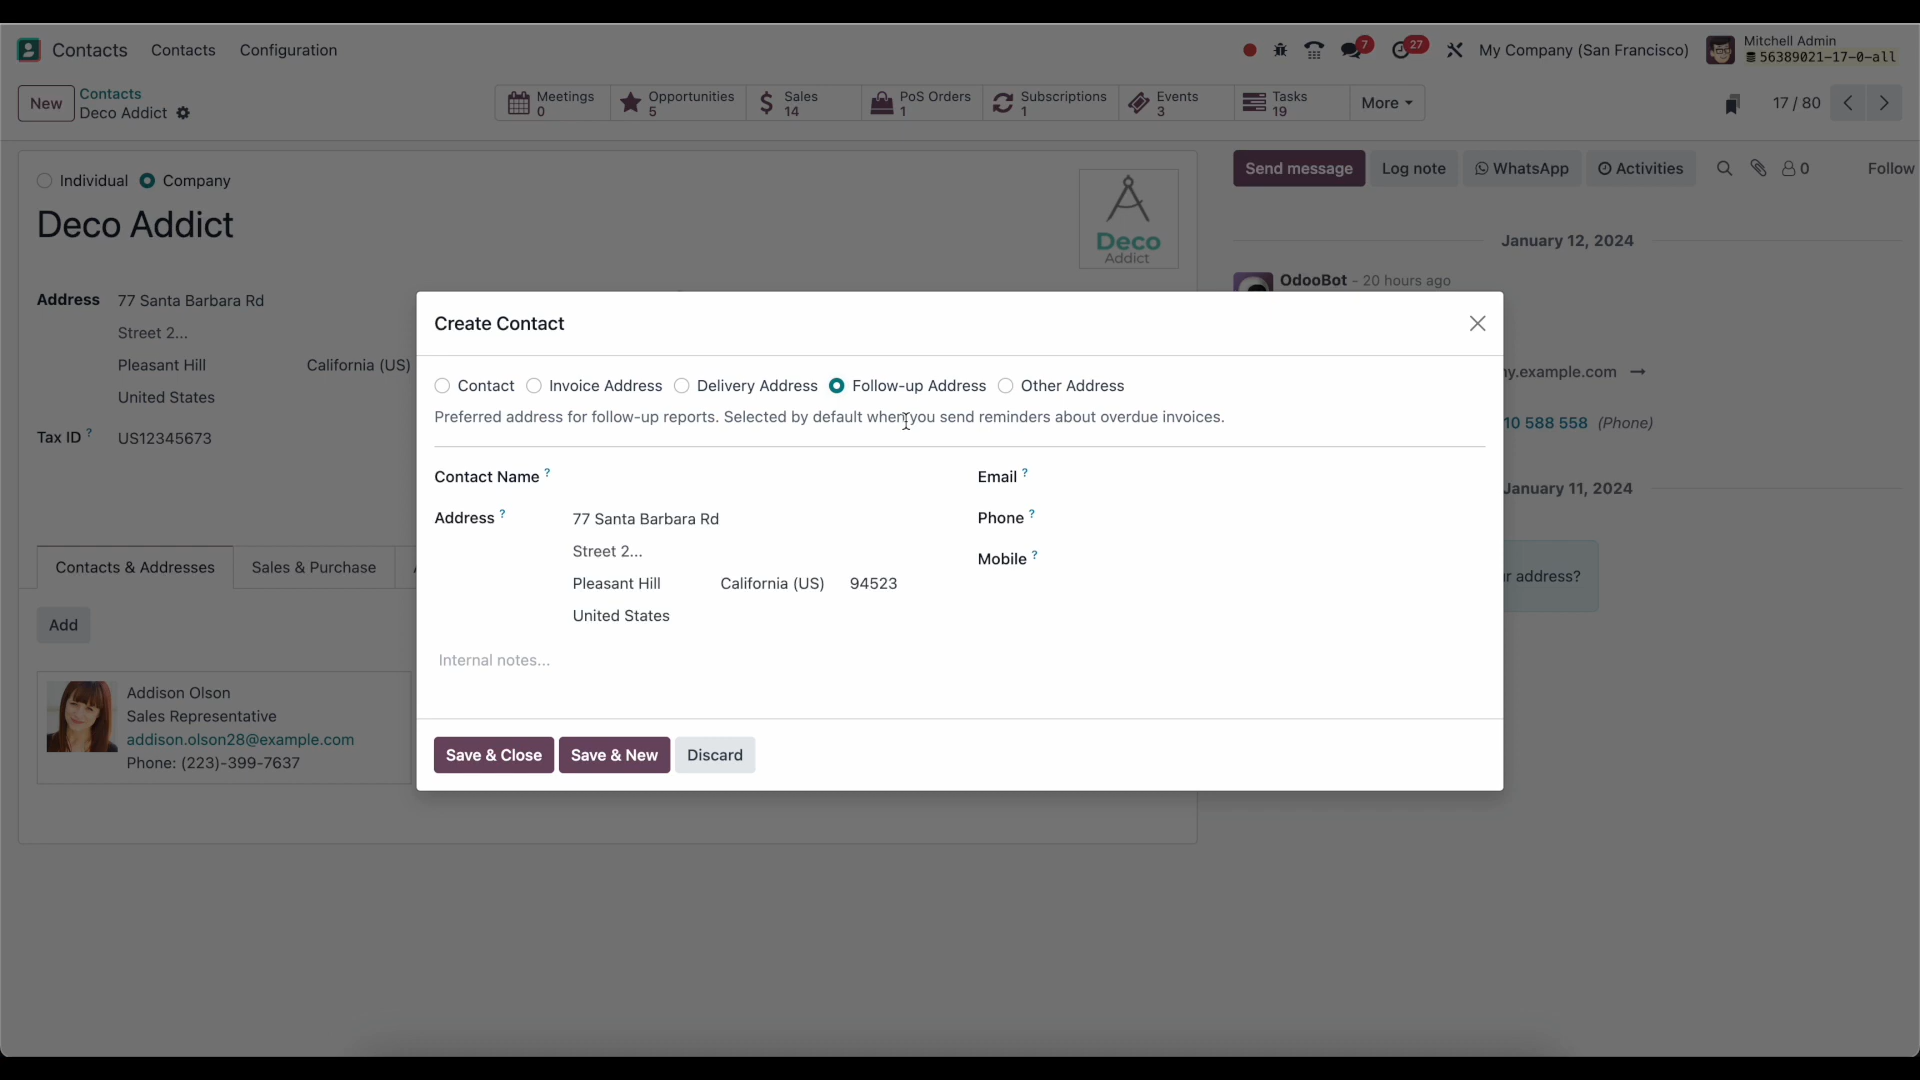 Contacts Contacts Configuration
7 27 My Company (San Francisco) Mitchell Admin
56389021-17-0-all
New Contacts
Deco Addict
Meetings 0 Opportunities 5 Sales 14 PoS Orders 1 Subscriptions 1 Events 3 Tasks 19 More
17 / 80
Individual Company
Deco Addict
Deco
Addict
Address 77 Santa Barbara Rd
Street 2...
Pleasant Hill California (US)
United States
Tax ID ? US12345673
Contacts & Addresses Sales & Purchase
Add
Addison Olson
Sales Representative
addison.olson28@example.com
Phone: (223)-399-7637
Send message Log note WhatsApp Activities 0 Follow
January 12, 2024
OdooBot - 20 hours ago
ny.example.com →
10 588 558 (Phone)
January 11, 2024
r address?
Create Contact
Contact Invoice Address Delivery Address Follow-up Address Other Address
Preferred address for follow-up reports. Selected by default when you send reminders about overdue invoices.
Contact Name ?
Address ? 77 Santa Barbara Rd
Street 2...
Pleasant Hill California (US) 94523
United States
Email ?
Phone ?
Mobile ?
Internal notes...
Save & Close Save & New Discard